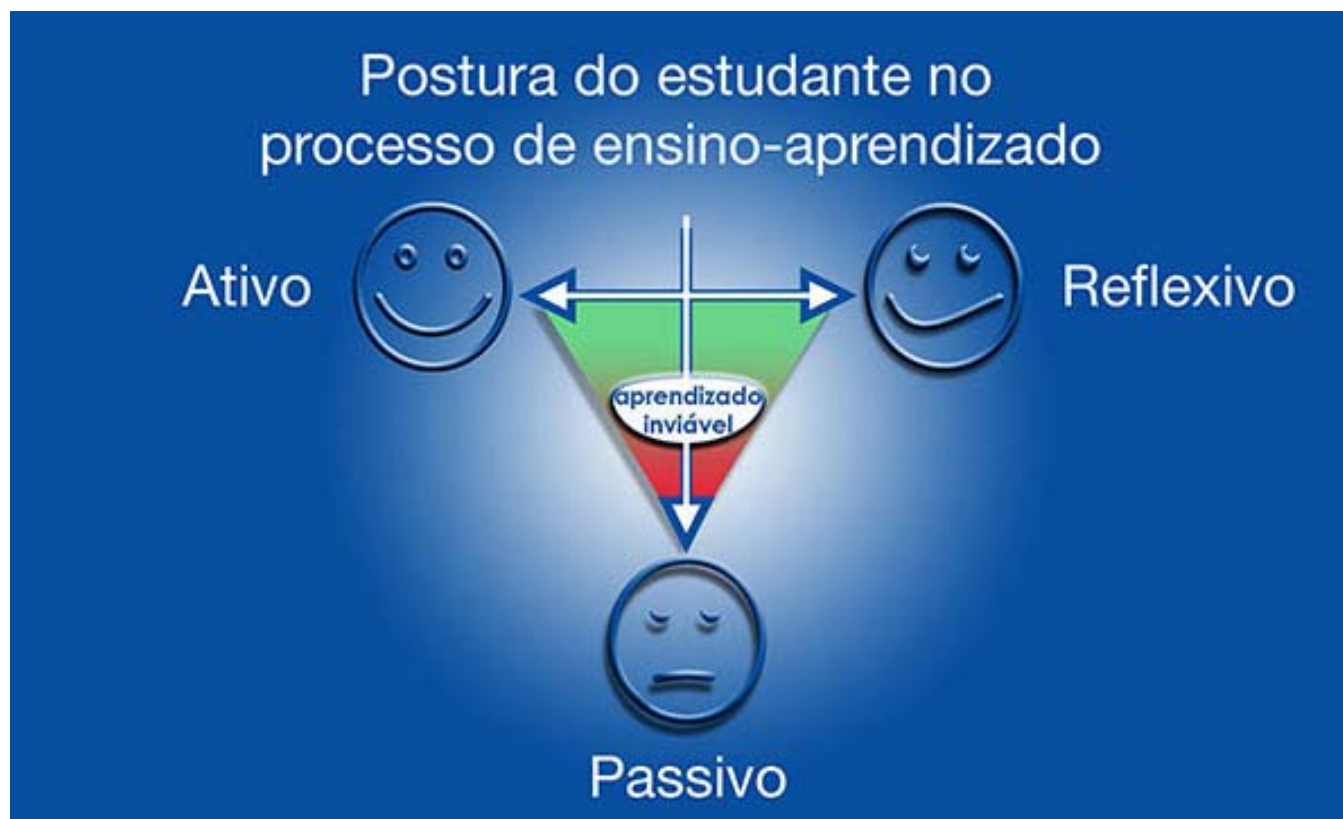 Postura do estudante no
processo de ensino-aprendizado
Ativo
Reflexivo
aprendizado
inviável
Passivo